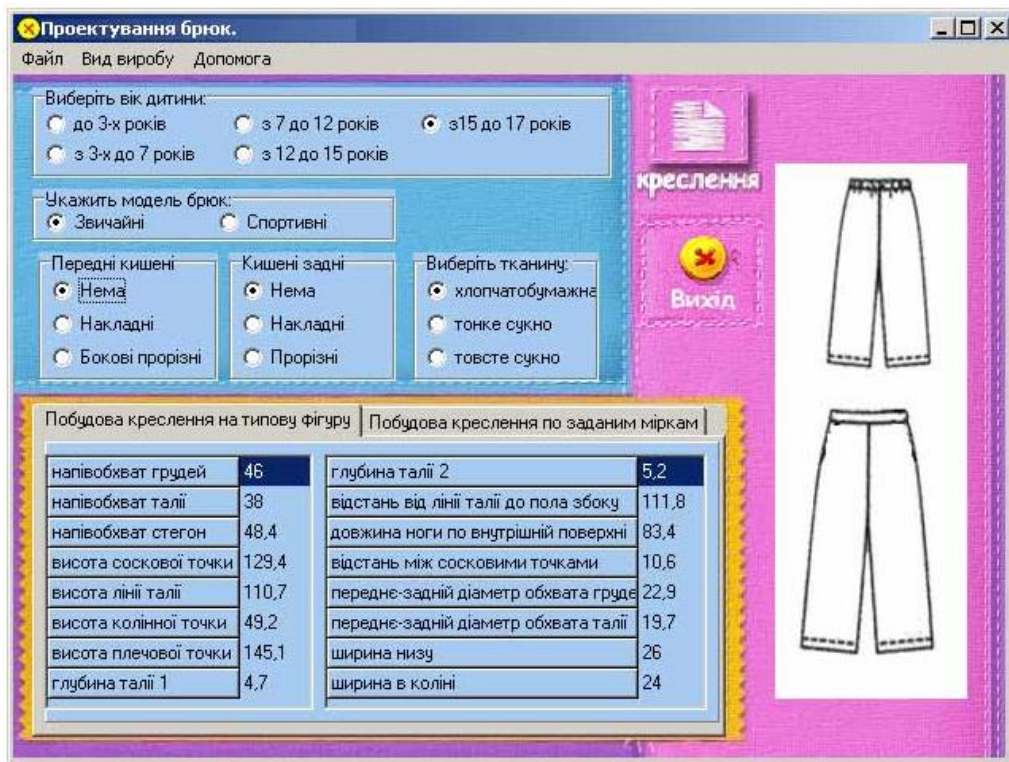 Проектування брюк.
Файл Вид виробу Допомога
Виберіть вік дитини:
до 3-х років з 7 до 12 років з15 до 17 років
з 3-х до 7 років з 12 до 15 років
креслення
Укажить модель брюк:
Звичайні Спортивні
Передні кишені Кишені задні Виберіть тканину:
Нема Нема хлопчатобумажна
Накладні Накладні тонке сукно
Бокові прорізні Прорізні товсте сукно
Вихід
Побудова креслення на типову фігуру Побудова креслення по заданим міркам
напівобхват грудей 46 глубина талії 2 5,2
напівобхват талії 38 відстань від лінії талії до пола збоку 111,8
напівобхват стегон 48,4 довжина ноги по внутрішній поверхні 83,4
висота соскової точки 129,4 відстань між сосковими точками 10,6
висота лінії талії 110,7 переднє-задній діаметр обхвата груде 22,9
висота колінної точки 49,2 переднє-задній діаметр обхвата талії 19,7
висота плечової точки 145,1 ширина низу 26
глубина талії 1 4,7 ширина в коліні 24